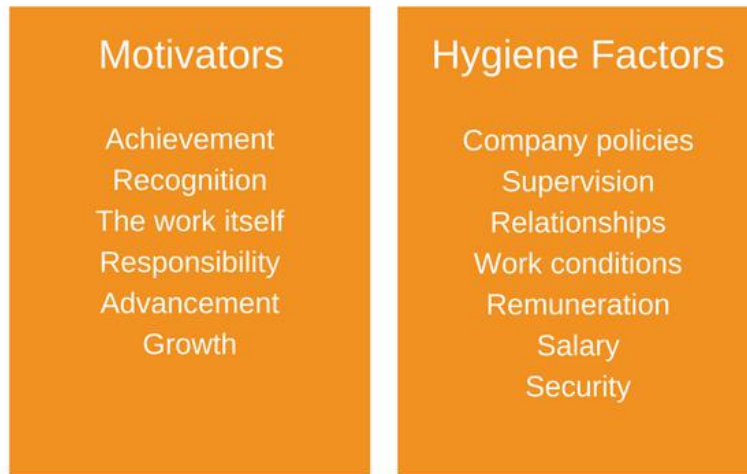 Motivators
Achievement
Recognition
The work itself
Responsibility
Advancement
Growth
Hygiene Factors
Company policies
Supervision
Relationships
Work conditions
Remuneration
Salary
Security